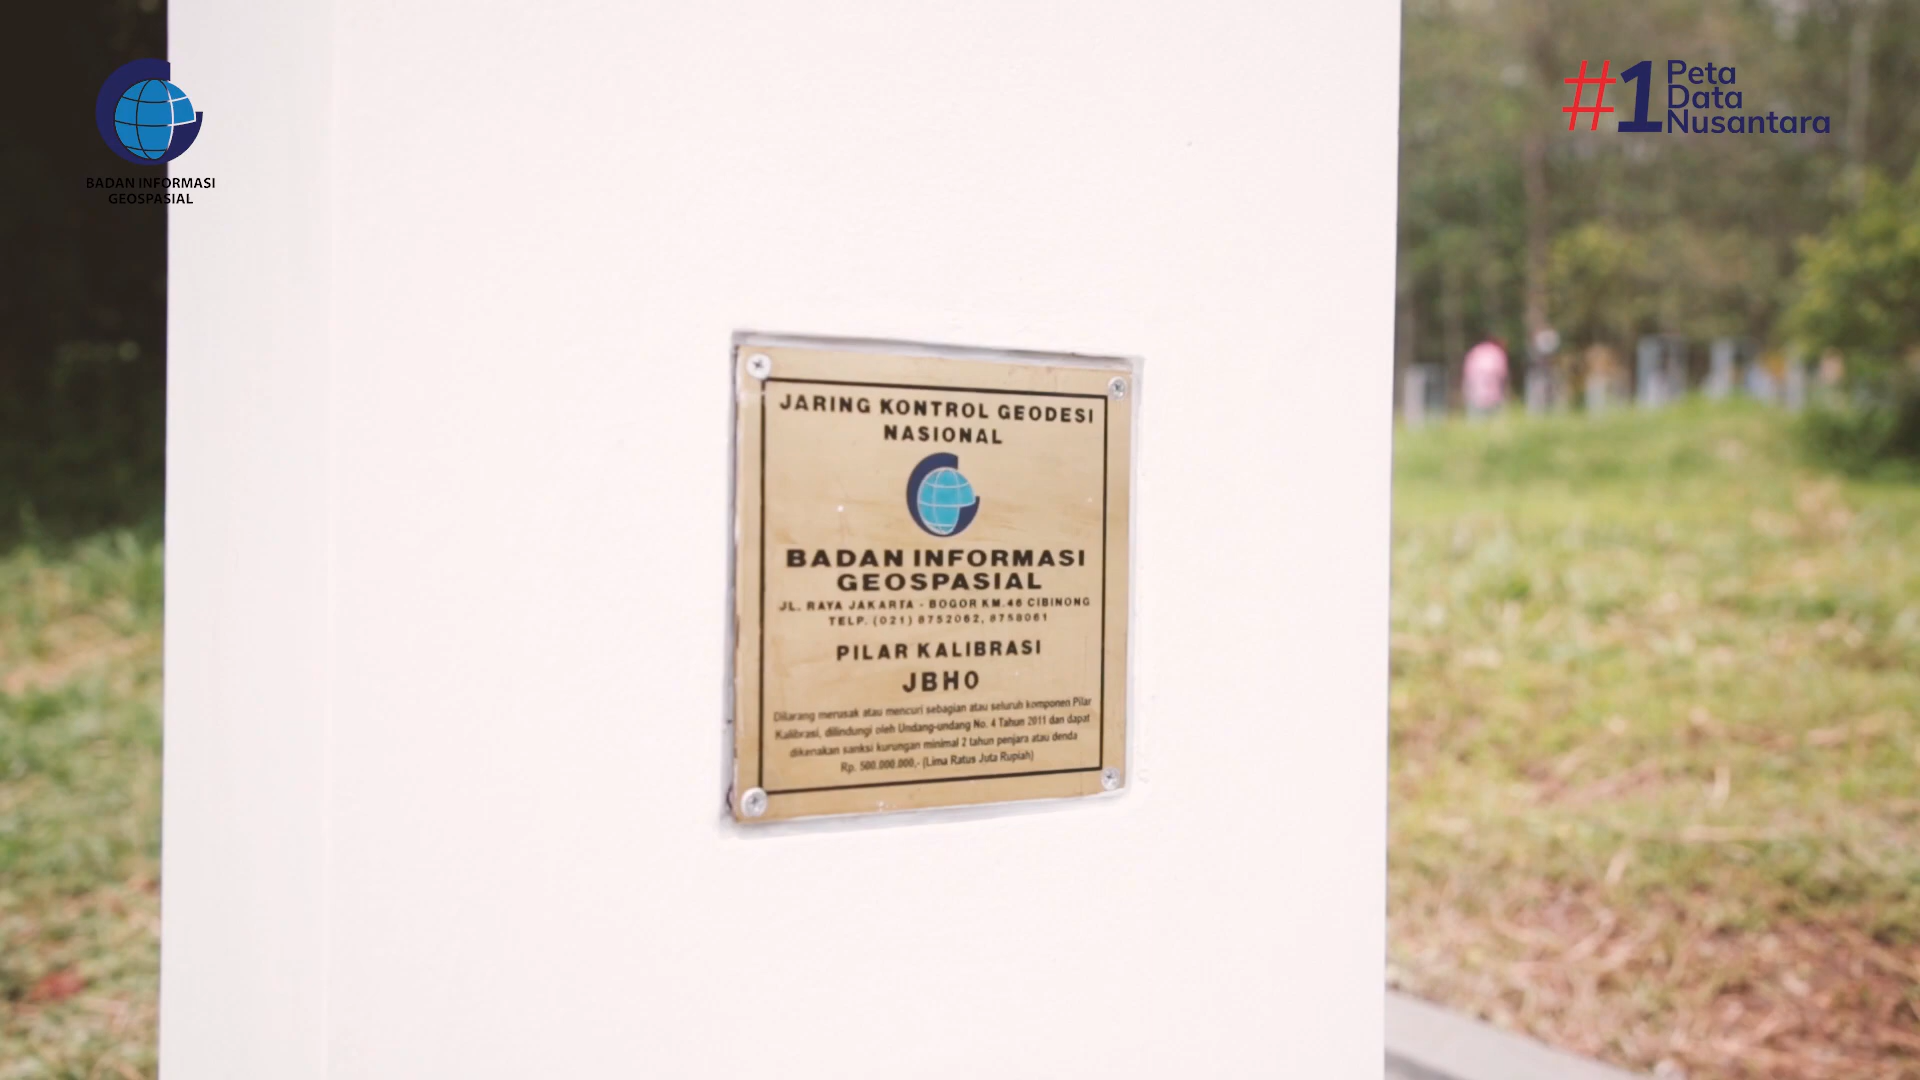 BADAN INFORMASI
GEOSPASIAL
#1 Peta
Data
Nusantara
JARING KONTROL GEODESI
NASIONAL
BADAN INFORMASI
GEOSPASIAL
JL. RAYA JAKARTA - BOGOR KM.46 CIBINONG
TELP. (021) 8752062, 8758061
PILAR KALIBRASI
JBH0
Dilarang merusak atau mencuri sebagian atau seluruh komponen Pilar
Kalibrasi, dilindungi oleh Undang-undang No. 4 Tahun 2011 dan dapat
dikenakan sanksi kurungan minimal 2 tahun penjara atau denda
Rp. 500.000.000,- (Lima Ratus Juta Rupiah)